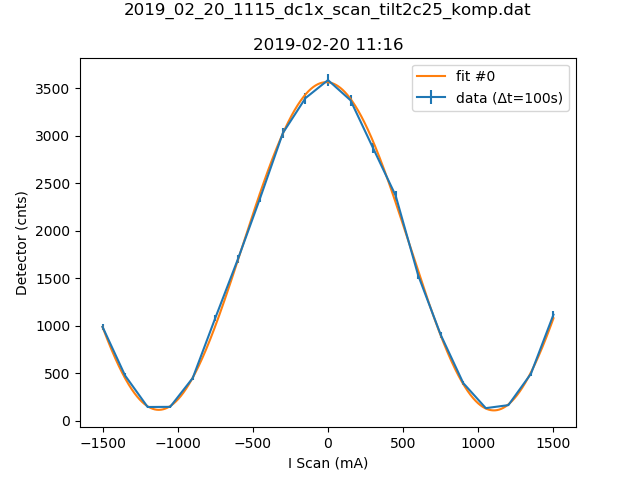 2019_02_20_1115_dc1x_scan_tilt2c25_komp.dat
2019-02-20 11:16
fit #0
data (Δt=100s)
Detector (cnts)
3500
3000
2500
2000
1500
1000
500
0
−1500 −1000 −500 0 500 1000 1500
I Scan (mA)